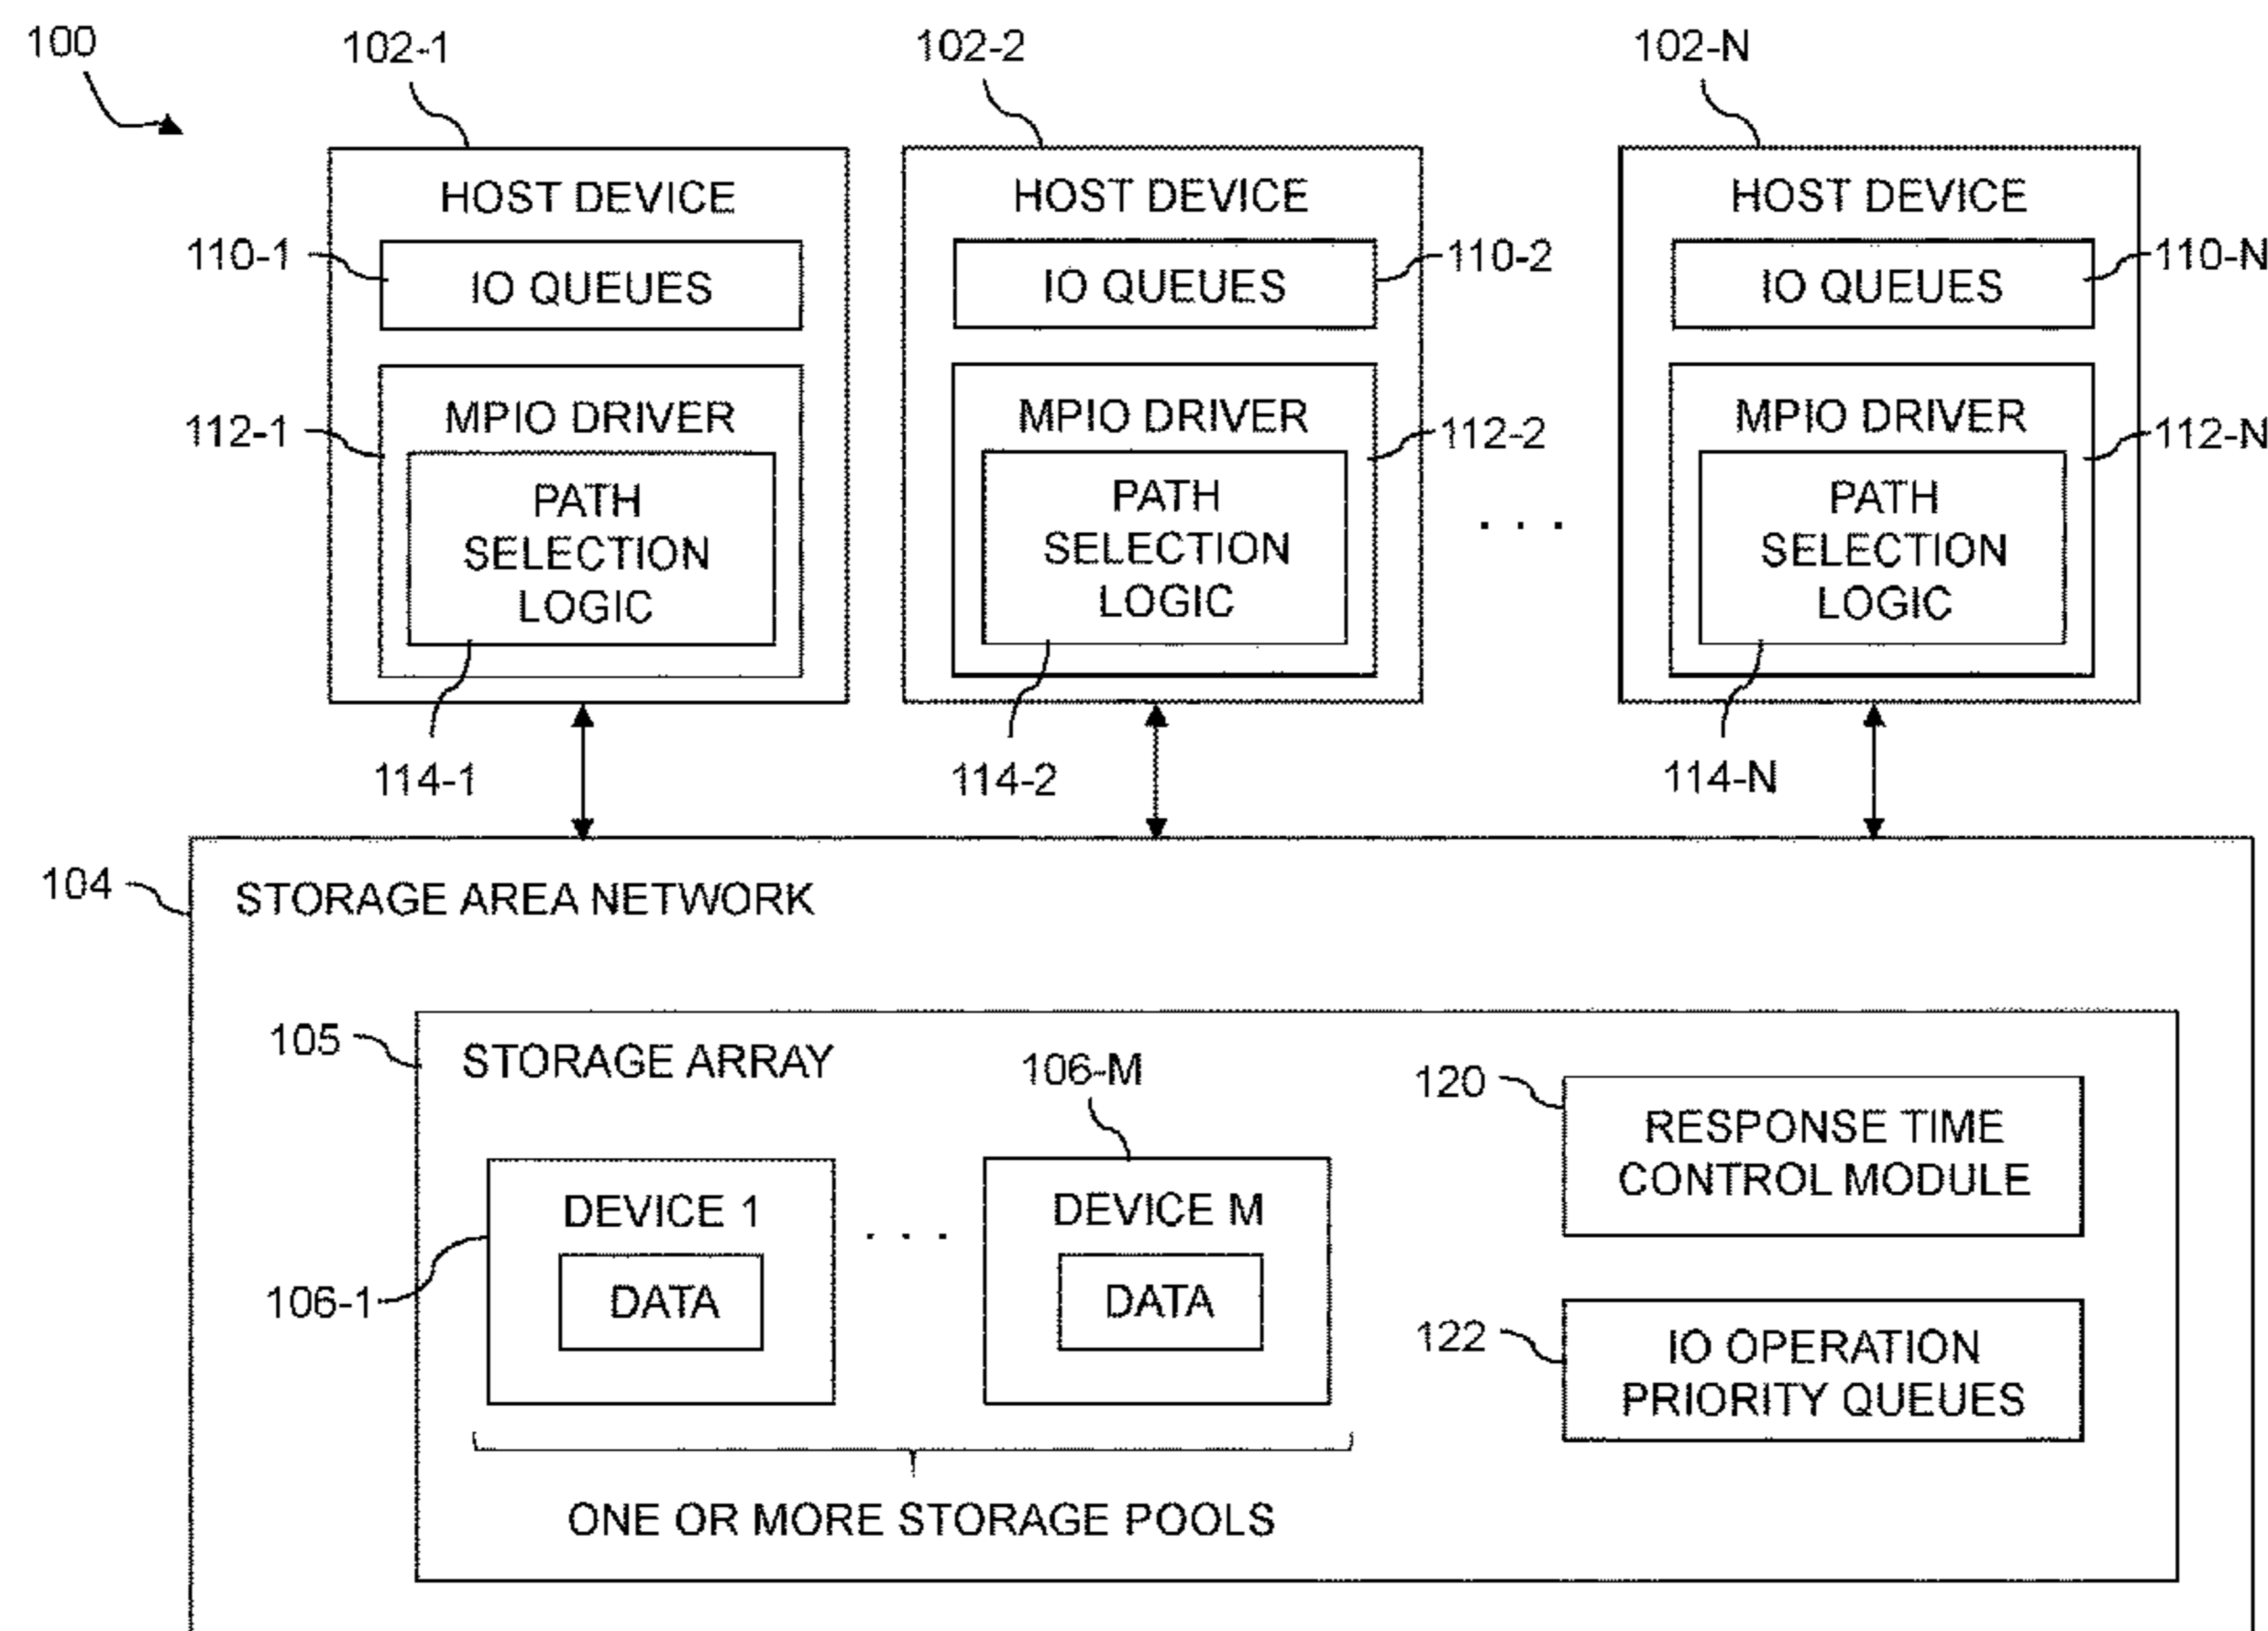 100
102-1
102-2
102-N
HOST DEVICE
HOST DEVICE
HOST DEVICE
110-1
IO QUEUES
IO QUEUES
110-2
IO QUEUES
110-N
112-1
MPIO DRIVER
MPIO DRIVER
112-2
MPIO DRIVER
112-N
PATH
SELECTION
LOGIC
PATH
SELECTION
LOGIC
. . .
PATH
SELECTION
LOGIC
114-1
114-2
114-N
104
STORAGE AREA NETWORK
105
STORAGE ARRAY
106-M
120
RESPONSE TIME
CONTROL MODULE
DEVICE 1
. . .
DEVICE M
106-1
DATA
DATA
122
IO OPERATION
PRIORITY QUEUES
ONE OR MORE STORAGE POOLS